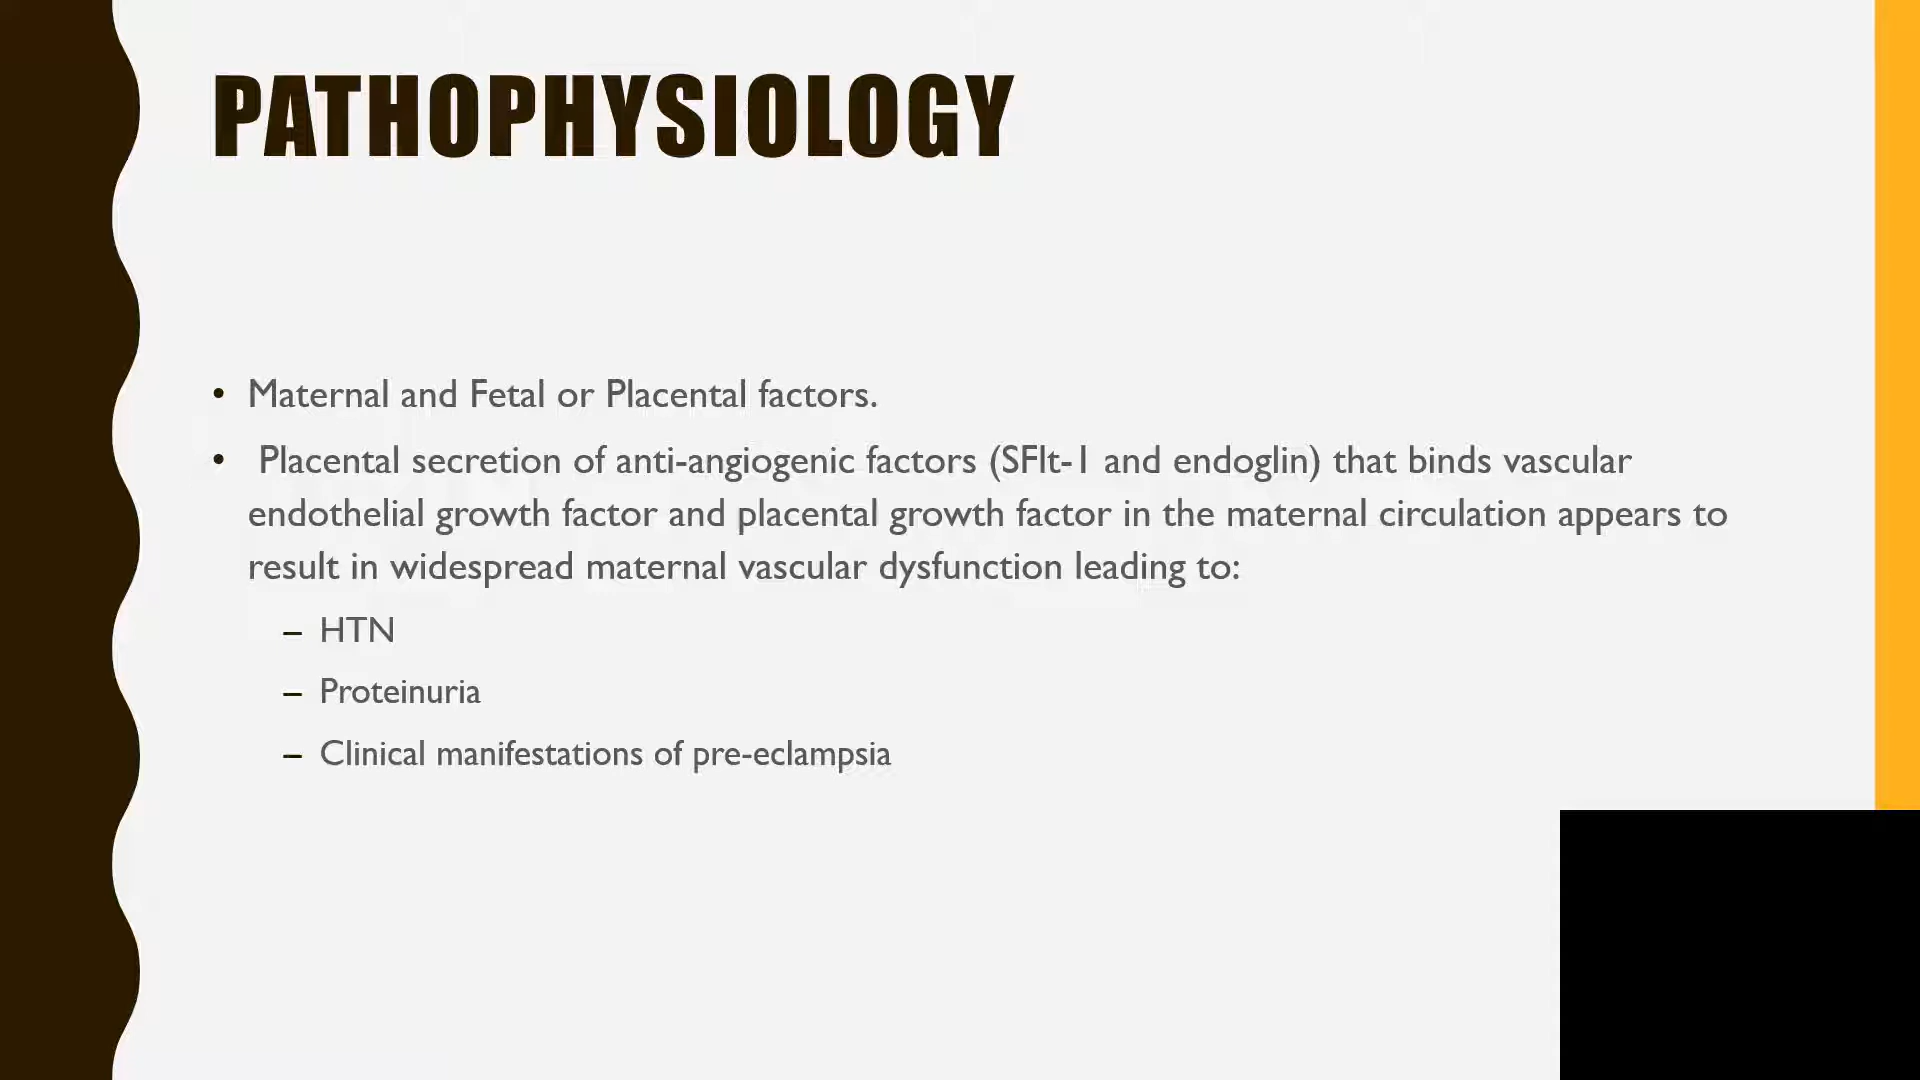 PATHOPHYSIOLOGY
• Maternal and Fetal or Placental factors.
• Placental secretion of anti-angiogenic factors (SFlt-1 and endoglin) that binds vascular
endothelial growth factor and placental growth factor in the maternal circulation appears to
result in widespread maternal vascular dysfunction leading to:
– HTN
– Proteinuria
– Clinical manifestations of pre-eclampsia